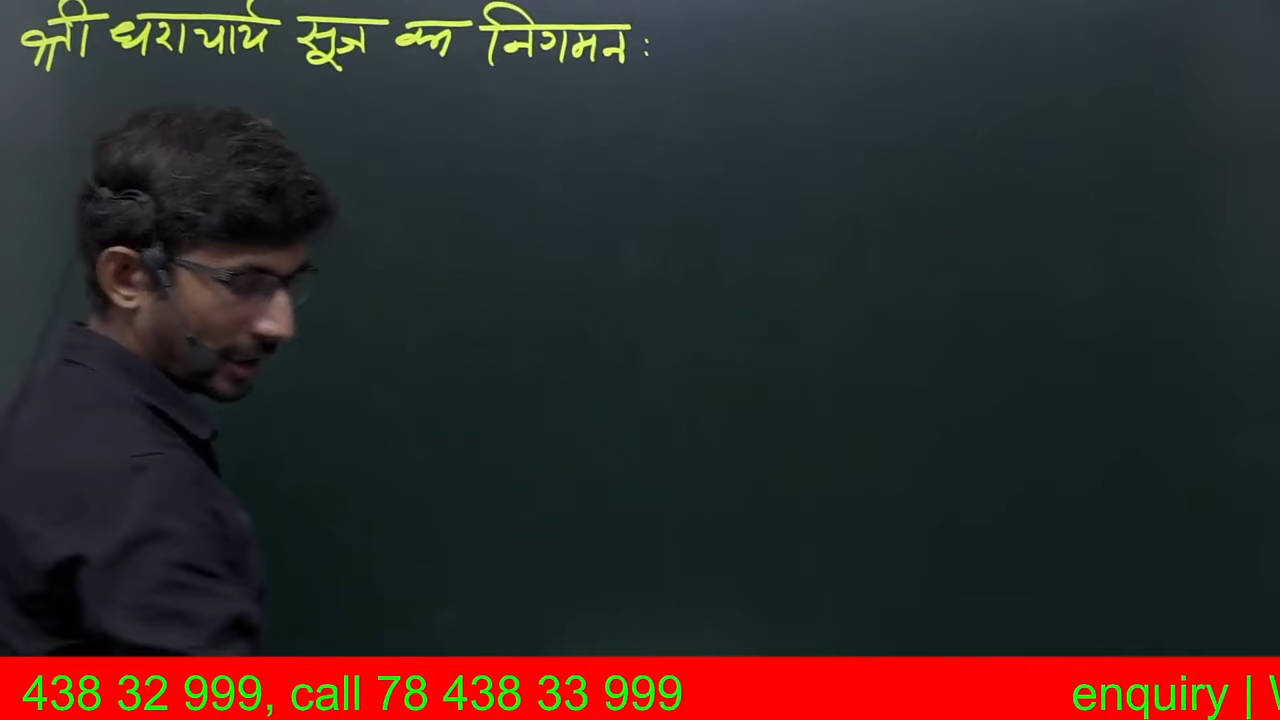 श्री धराचार्य सूत्र का निगमन :
438 32 999, call 78 438 33 999 enquiry | W